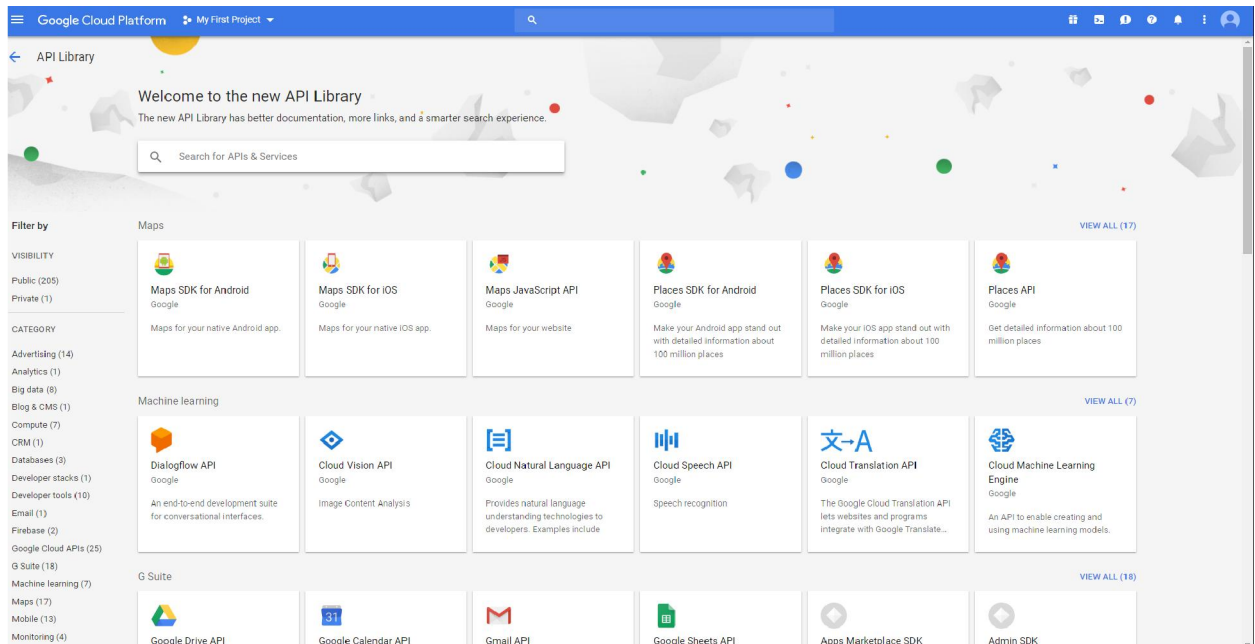 Google Cloud Platform
My First Project
API Library
Welcome to the new API Library
The new API Library has better documentation, more links, and a smarter search experience.
Search for APIs & Services
Filter by
VISIBILITY
Public (205)
Private (1)
CATEGORY
Advertising (14)
Analytics (1)
Big data (8)
Blog & CMS (1)
Compute (7)
CRM (1)
Databases (3)
Developer stacks (1)
Developer tools (10)
Email (1)
Firebase (2)
Google Cloud APIs (25)
G Suite (18)
Machine learning (7)
Maps (17)
Mobile (13)
Monitoring (4)
Maps
VIEW ALL (17)
Maps SDK for Android
Google
Maps for your native Android app.
Maps SDK for iOS
Google
Maps for your native iOS app.
Maps JavaScript API
Google
Maps for your website
Places SDK for Android
Google
Make your Android app stand out
with detailed information about
100 million places
Places SDK for iOS
Google
Make your iOS app stand out with
detailed information about 100
million places
Places API
Google
Get detailed information about 100
million places
Machine learning
VIEW ALL (7)
Dialogflow API
Google
An end-to-end development suite
for conversational interfaces.
Cloud Vision API
Google
Image Content Analysis
Cloud Natural Language API
Google
Provides natural language
understanding technologies to
developers. Examples include
Cloud Speech API
Google
Speech recognition
文→A
Cloud Translation API
Google
The Google Cloud Translation API
lets websites and programs
integrate with Google Translate...
Cloud Machine Learning
Engine
Google
An API to enable creating and
using machine learning models.
G Suite
VIEW ALL (18)
Google Drive API
31
Google Calendar API
Gmail API
Google Sheets API
Apps Marketplace SDK
Admin SDK